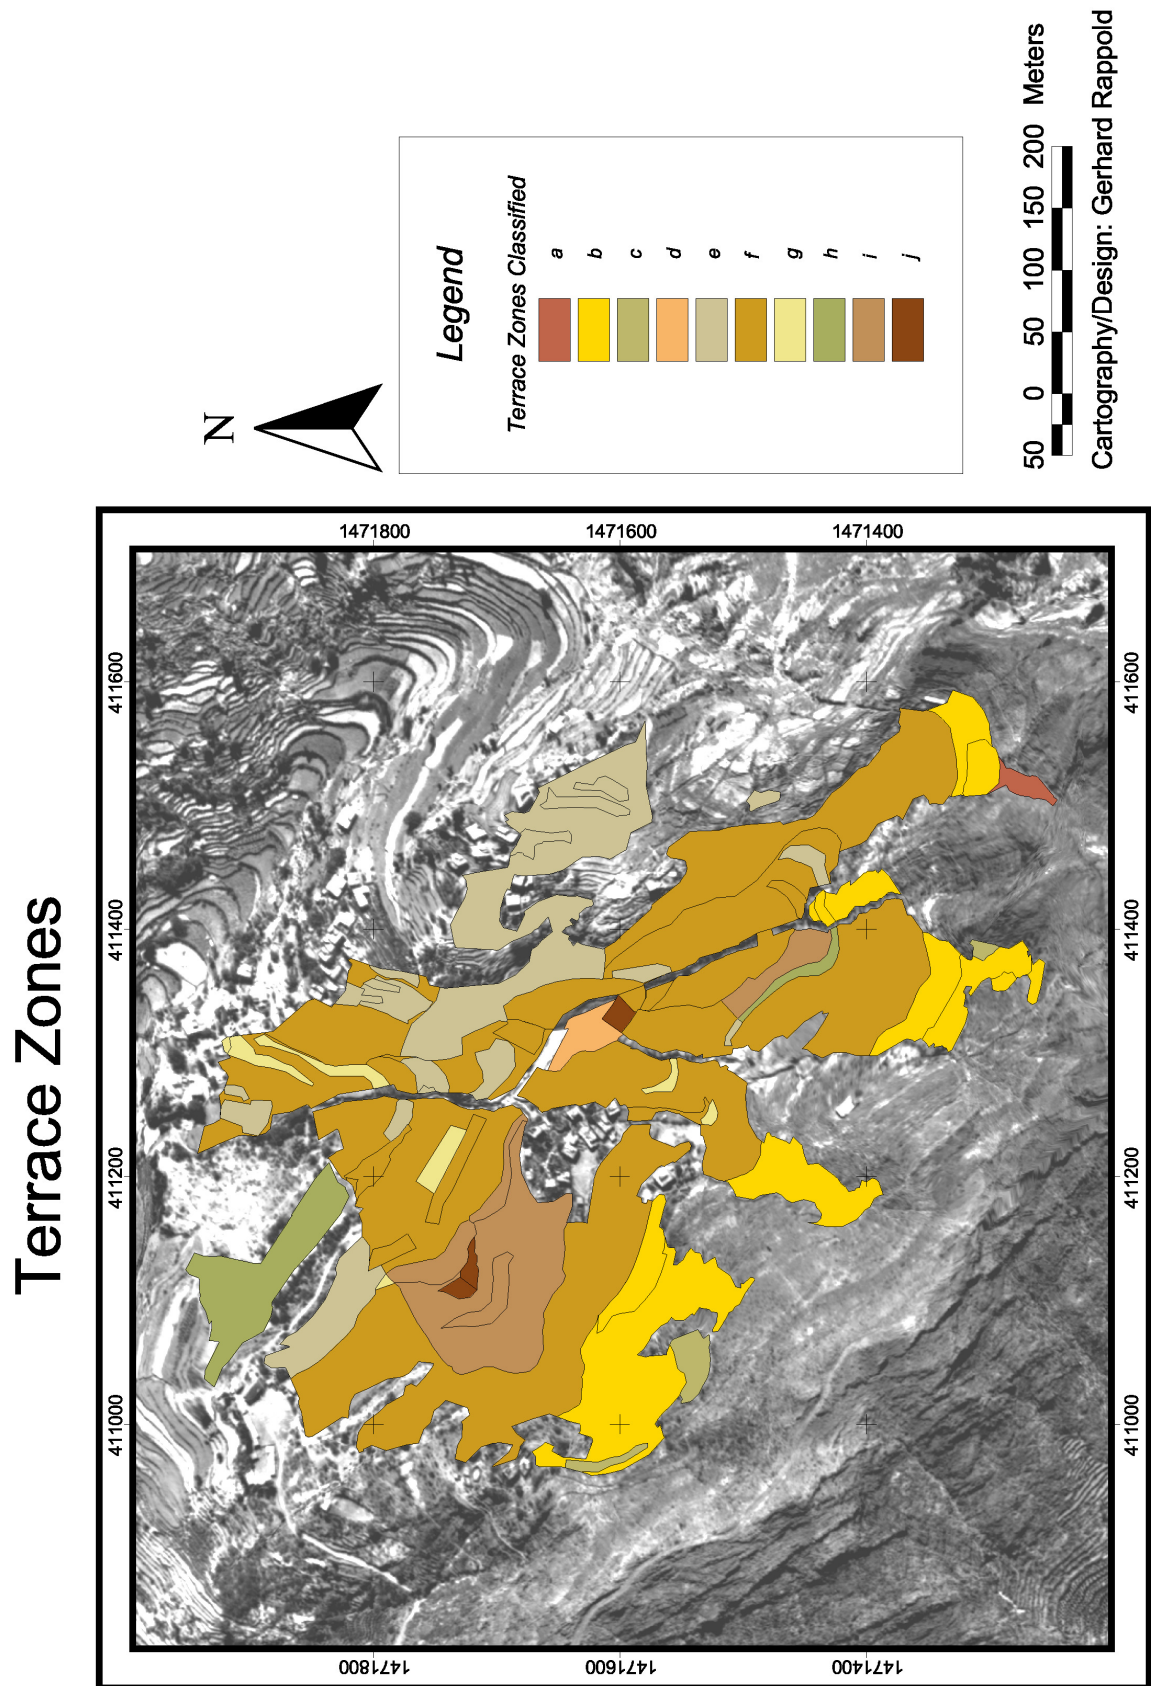 Terrace Zones
N
Legend
Terrace Zones Classified
a
b
c
d
e
f
g
h
i
j
50 0 50 100 150 200 Meters
Cartography/Design: Gerhard Rappold
411000 411200 411400 411600
1471800
1471600
1471400
1471800
1471600
1471400
411000 411200 411400 411600